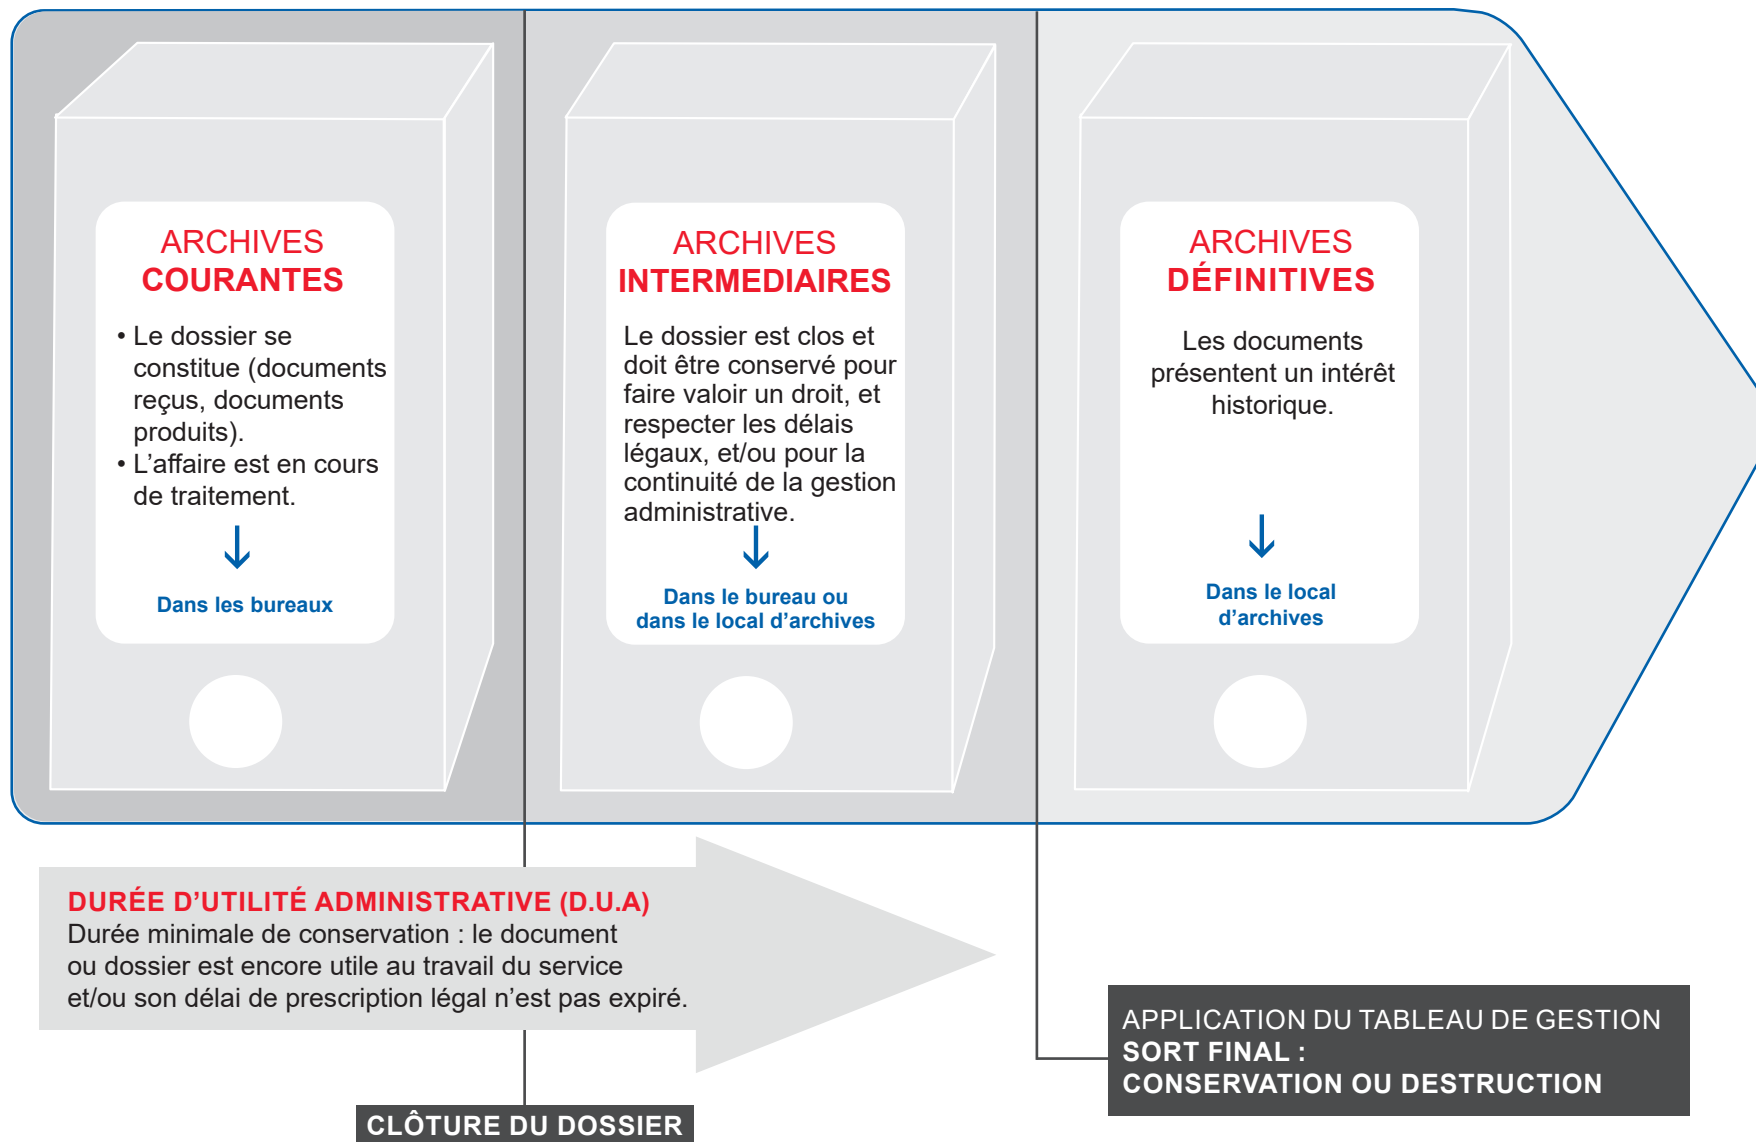 ARCHIVES
COURANTES
• Le dossier se
constitue (documents
reçus, documents
produits).
• L’affaire est en cours
de traitement.
Dans les bureaux
ARCHIVES
INTERMEDIAIRES
Le dossier est clos et
doit être conservé pour
faire valoir un droit, et
respecter les délais
légaux, et/ou pour la
continuité de la gestion
administrative.
Dans le bureau ou
dans le local d’archives
ARCHIVES
DÉFINITIVES
Les documents
présentent un intérêt
historique.
Dans le local
d’archives
DURÉE D’UTILITÉ ADMINISTRATIVE (D.U.A)
Durée minimale de conservation : le document
ou dossier est encore utile au travail du service
et/ou son délai de prescription légal n’est pas expiré.
CLÔTURE DU DOSSIER
APPLICATION DU TABLEAU DE GESTION
SORT FINAL :
CONSERVATION OU DESTRUCTION